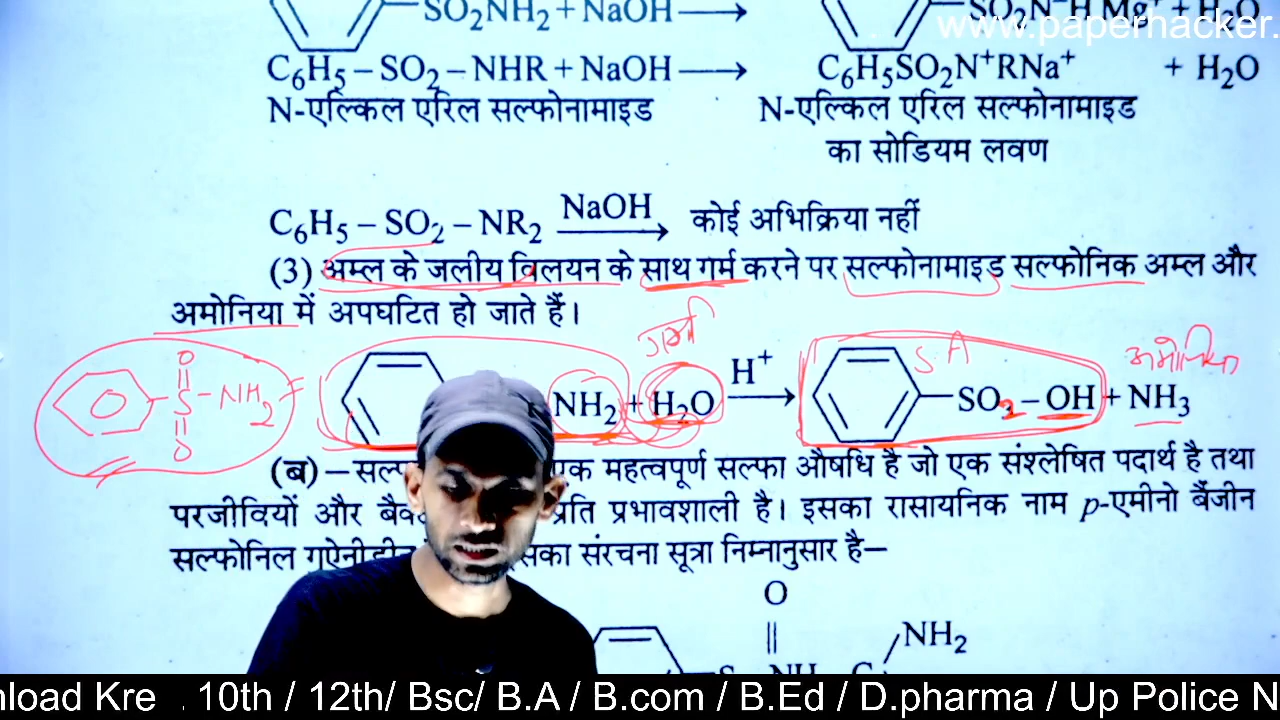 SO₂NH₂ + NaOH ⟶
www.paperhacker.
C₆H₅ – SO₂ – NHR + NaOH ⟶ C₆H₅SO₂N⁺RNa⁺ + H₂O
N-एल्किल एरिल सल्फोनामाइड N-एल्किल एरिल सल्फोनामाइड
का सोडियम लवण
C₆H₅ – SO₂ – NR₂ NaOH ⟶ कोई अभिक्रिया नहीं
(3) अम्ल के जलीय विलयन के साथ गर्म करने पर सल्फोनामाइड सल्फोनिक अम्ल और
अमोनिया में अपघटित हो जाते हैं।
गर्म
S A अमोनिया
O
S – NH₂ =
O
NH₂ + H₂O H⁺ ⟶ SO₂ – OH + NH₃
(ब) – एक महत्वपूर्ण सल्फा औषधि है जो एक संश्लेषित पदार्थ है तथा
परजीवियों और प्रति प्रभावशाली है। इसका रासायनिक नाम p-एमीनो बैंजीन
सल्फोनिल संरचना सूत्रा निम्नानुसार है–
O
NH₂
10th / 12th/ Bsc/ B.A / B.com / B.Ed / D.pharma / Up Police